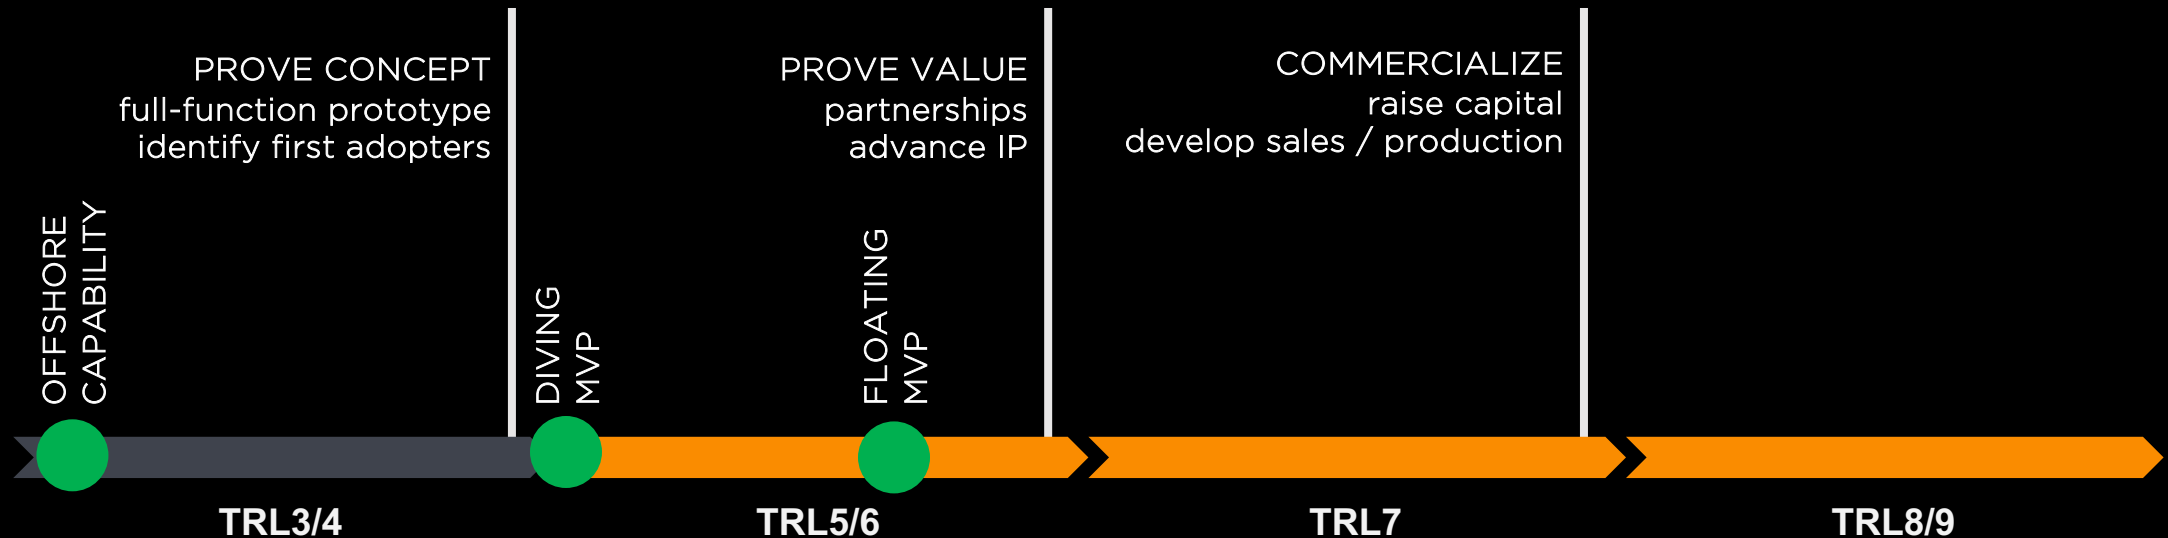 PROVE CONCEPT
full-function prototype
identify first adopters
PROVE VALUE
partnerships
advance IP
COMMERCIALIZE
raise capital
develop sales / production
OFFSHORE
CAPABILITY
DIVING
MVP
FLOATING
MVP
TRL3/4
TRL5/6
TRL7
TRL8/9